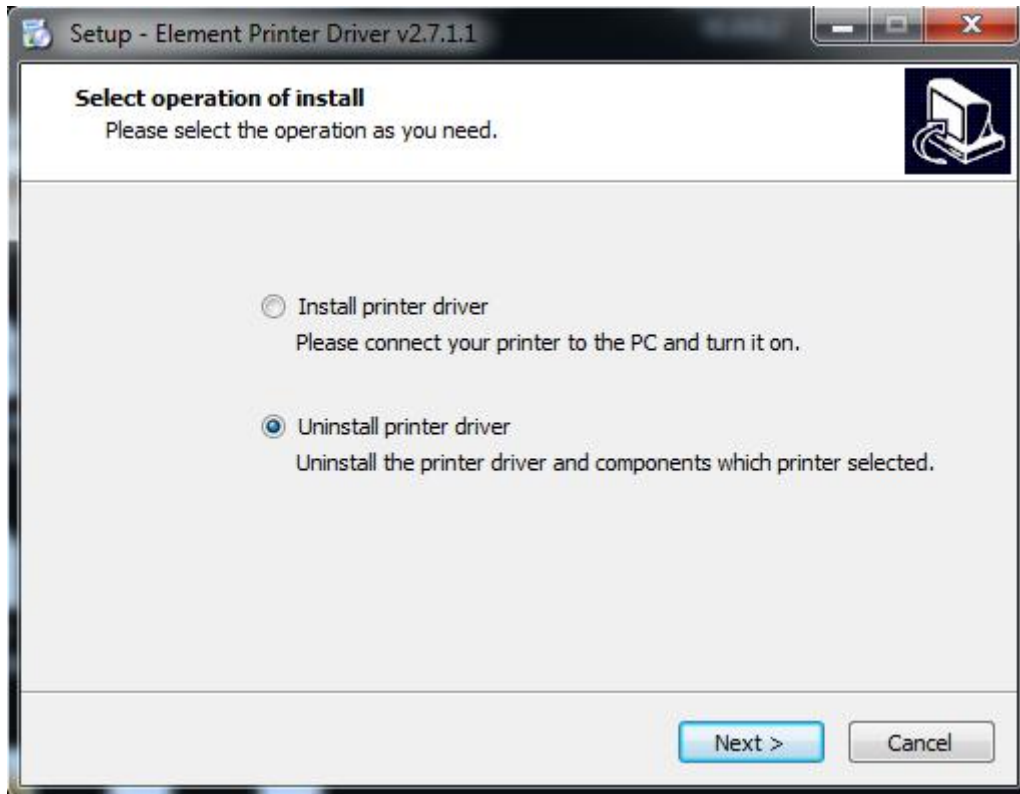 Setup - Element Printer Driver v2.7.1.1
Select operation of install
Please select the operation as you need.
Install printer driver
Please connect your printer to the PC and turn it on.
Uninstall printer driver
Uninstall the printer driver and components which printer selected.
Next >
Cancel